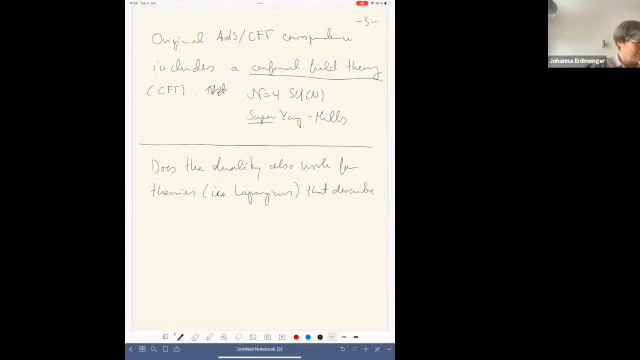 -3-
Original AdS/CFT correspondence
includes a conformal field theory
(CFT). N=4 SU(N)
Super Yang-Mills
Does the duality also work for
theories (i.e. Lagrangians) that describe
Johanna Erdmenger
Untitled Notebook (2)